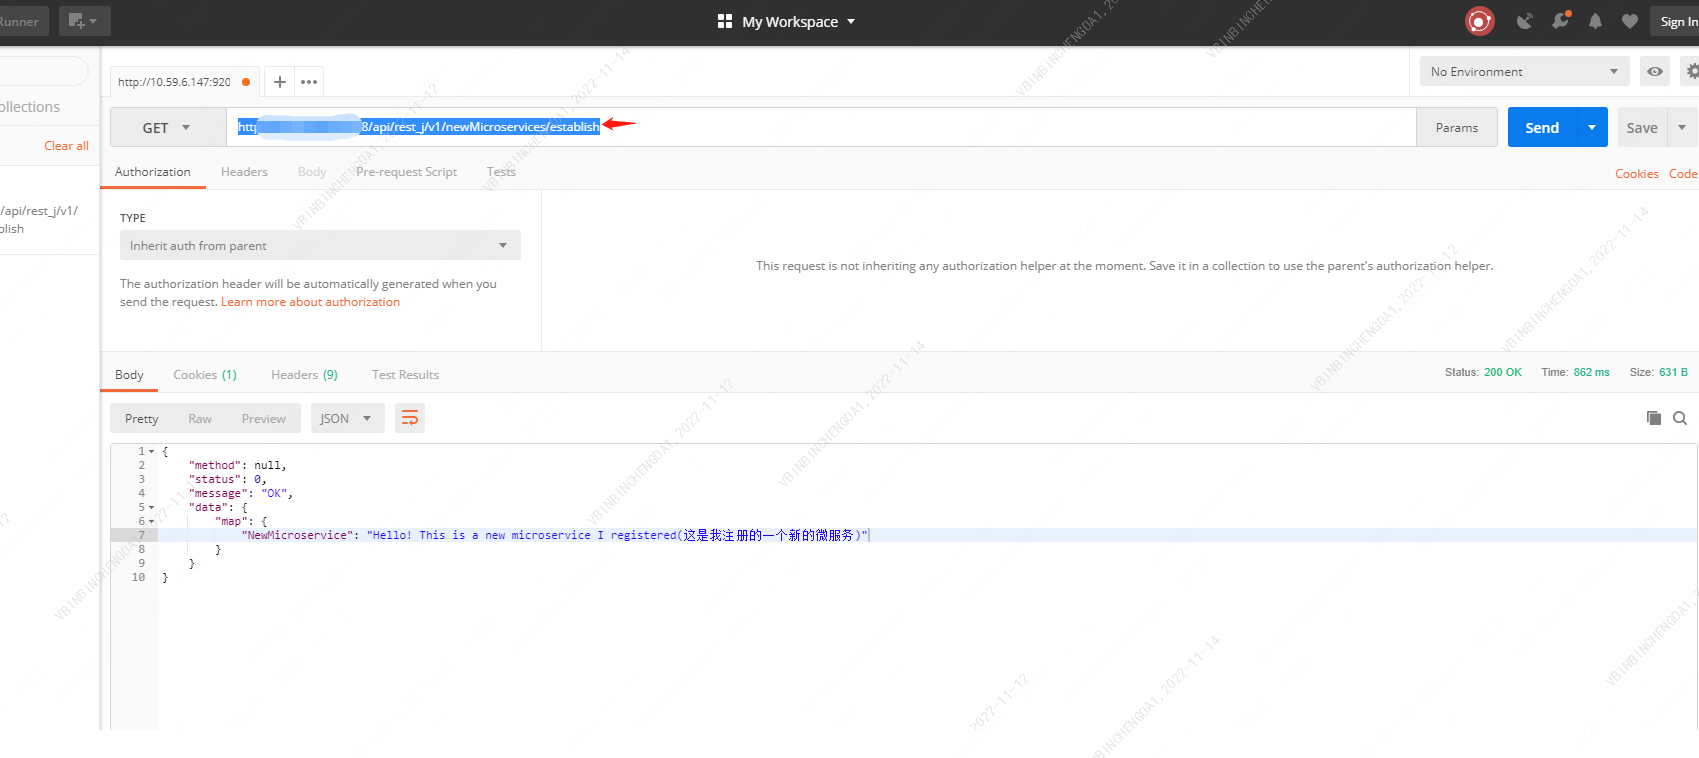 Runner
My Workspace
Sign In
http://10.59.6.147:920
No Environment
ollections
GET
htt 8/api/rest_j/v1/newMicroservices/establish
Params
Send
Save
Clear all
Authorization
Headers
Body
Pre-request Script
Tests
Cookies
Code
/api/rest_j/v1/
blish
TYPE
Inherit auth from parent
The authorization header will be automatically generated when you
send the request. Learn more about authorization
This request is not inheriting any authorization helper at the moment. Save it in a collection to use the parent's authorization helper.
Body
Cookies (1)
Headers (9)
Test Results
Status: 200 OK
Time: 862 ms
Size: 631 B
Pretty
Raw
Preview
JSON
1 {
2 "method": null,
3 "status": 0,
4 "message": "OK",
5 "data": {
6 "map": {
7 "NewMicroservice": "Hello! This is a new microservice I registered(这是我注册的一个新的微服务)"
8 }
9 }
10 }
VBINBINCHENGOA1, 2022-11-14
VBINBINCHENGOA1, 2022-11-12